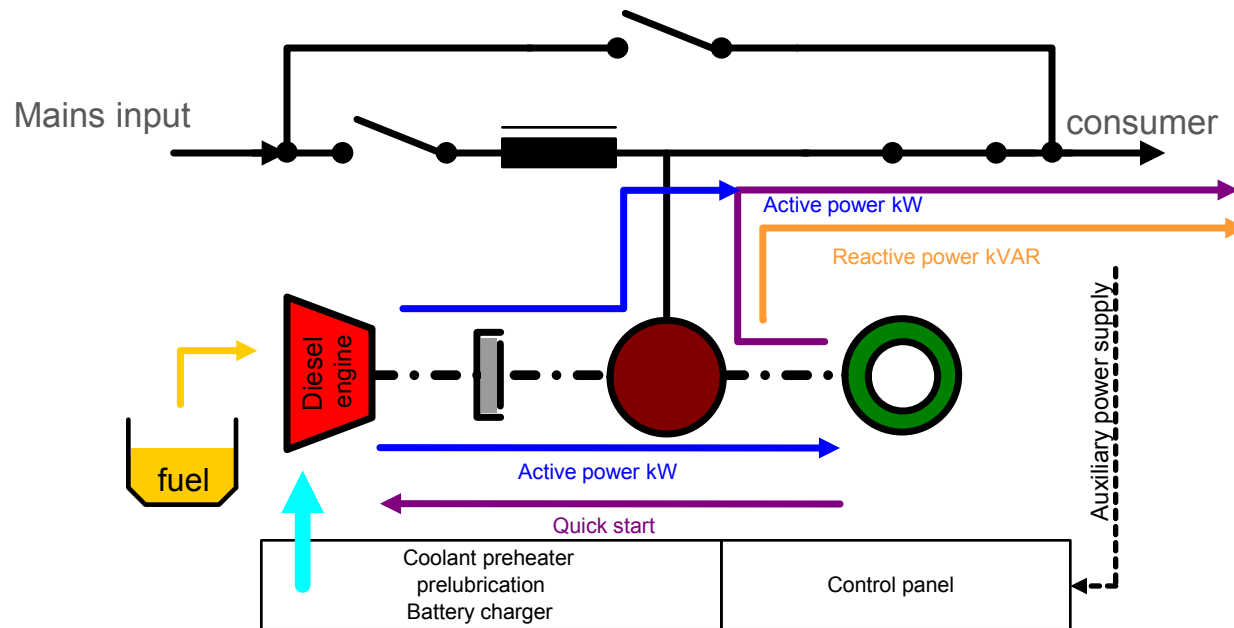 Mains input
consumer
Active power kW
Reactive power kVAR
Diesel
engine
fuel
Active power kW
Quick start
Auxiliary power supply
Coolant preheater
prelubrication
Battery charger
Control panel